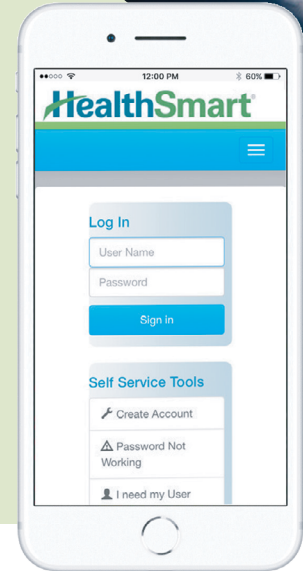 12:00 PM 60%
HealthSmart
Log In
User Name
Password
Sign in
Self Service Tools
Create Account
Password Not
Working
I need my User